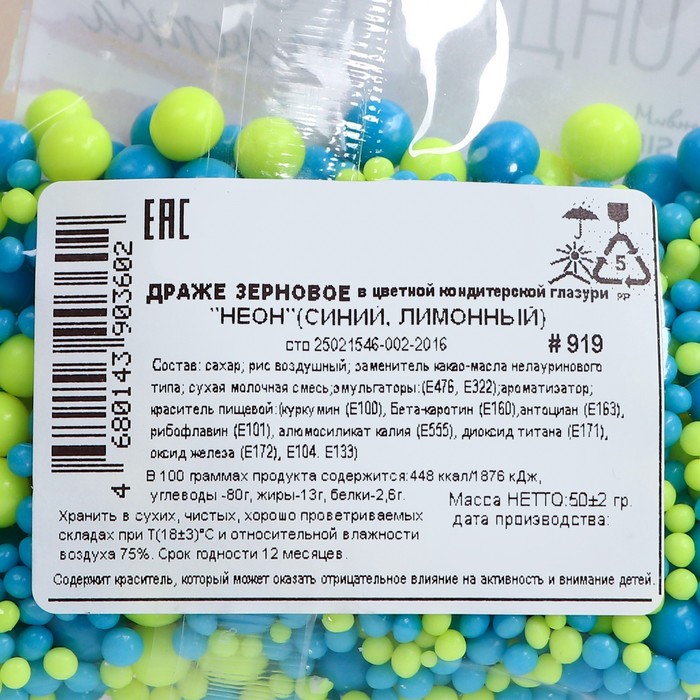 EAC
ДРАЖЕ ЗЕРНОВОЕ в цветной кондитерской глазури
"НЕОН"(СИНИЙ, ЛИМОННЫЙ)
сто 25021546-002-2016 #919
Состав: сахар; рис воздушный; заменитель какао-масла нелауринового
типа; сухая молочная смесь;эмульгаторы:(Е476, Е322);ароматизатор;
краситель пищевой:(куркумин (Е100), Бета-каротин (Е160),антоциан (Е163),
рибофлавин (Е101), алюмосиликат калия (Е555), диоксид титана (Е171),
оксид железа (Е172), Е104. Е133)
В 100 граммах продукта содержится:448 ккал/1876 кДж,
углеводы -80г, жиры-13г, белки-2,6г.
Масса НЕТТО:50±2 гр.
дата производства:
Хранить в сухих, чистых, хорошо проветриваемых
складах при Т(18±3)°С и относительной влажности
воздуха 75%. Срок годности 12 месяцев.
Содержит краситель, который может оказать отрицательное влияние на активность и внимание детей.
4 680143 903602
5
PP